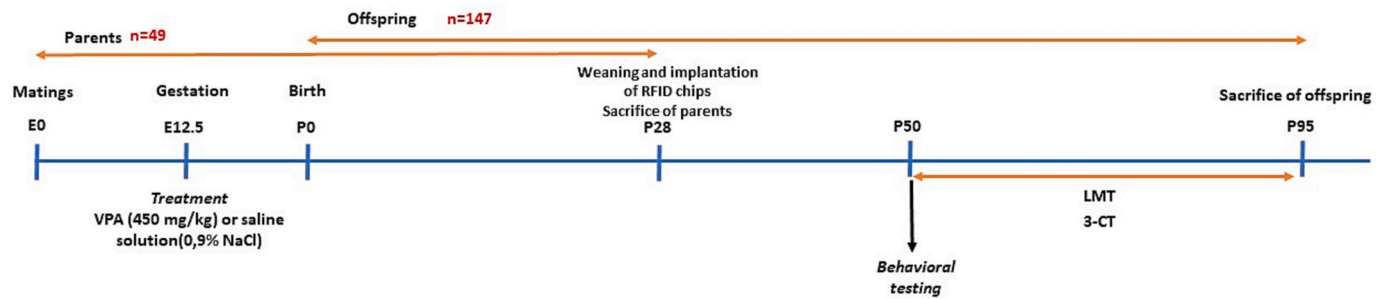 Offspring n=147
Parents n=49
Weaning and implantation
of RFID chips
Sacrifice of parents
Matings
Gestation
Birth
Sacrifice of offspring
E0
E12.5
P0
P28
P50
P95
Treatment
VPA (450 mg/kg) or saline
solution(0,9% NaCl)
LMT
3-CT
Behavioral
testing